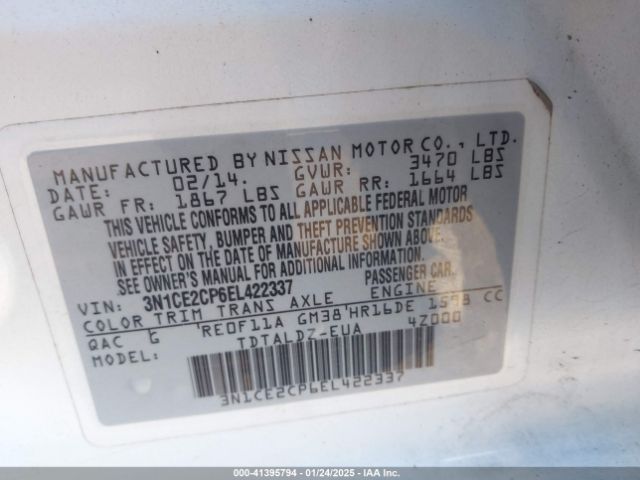 MANUFACTURED BY NISSAN MOTOR CO., LTD.
DATE: 02/14. GVWR: 3470 LBS
GAWR FR: 1867 LBS GAWR RR: 1664 LBS
THIS VEHICLE CONFORMS TO ALL APPLICABLE FEDERAL MOTOR
VEHICLE SAFETY, BUMPER AND THEFT PREVENTION STANDARDS
IN EFFECT ON THE DATE OF MANUFACTURE SHOWN ABOVE.
SEE OWNER'S MANUAL FOR ADDITIONAL INFORMATION.
VIN: 3N1CE2CP6EL422337 PASSENGER CAR.
COLOR TRIM TRANS AXLE ENGINE
QAC G RE0F11A GM38 HR16DE 1598 CC
MODEL: TDTALDZ-EUA 4Z000
3N1CE2CP6EL422337
000-41395794 - 01/24/2025 - IAAI.COM